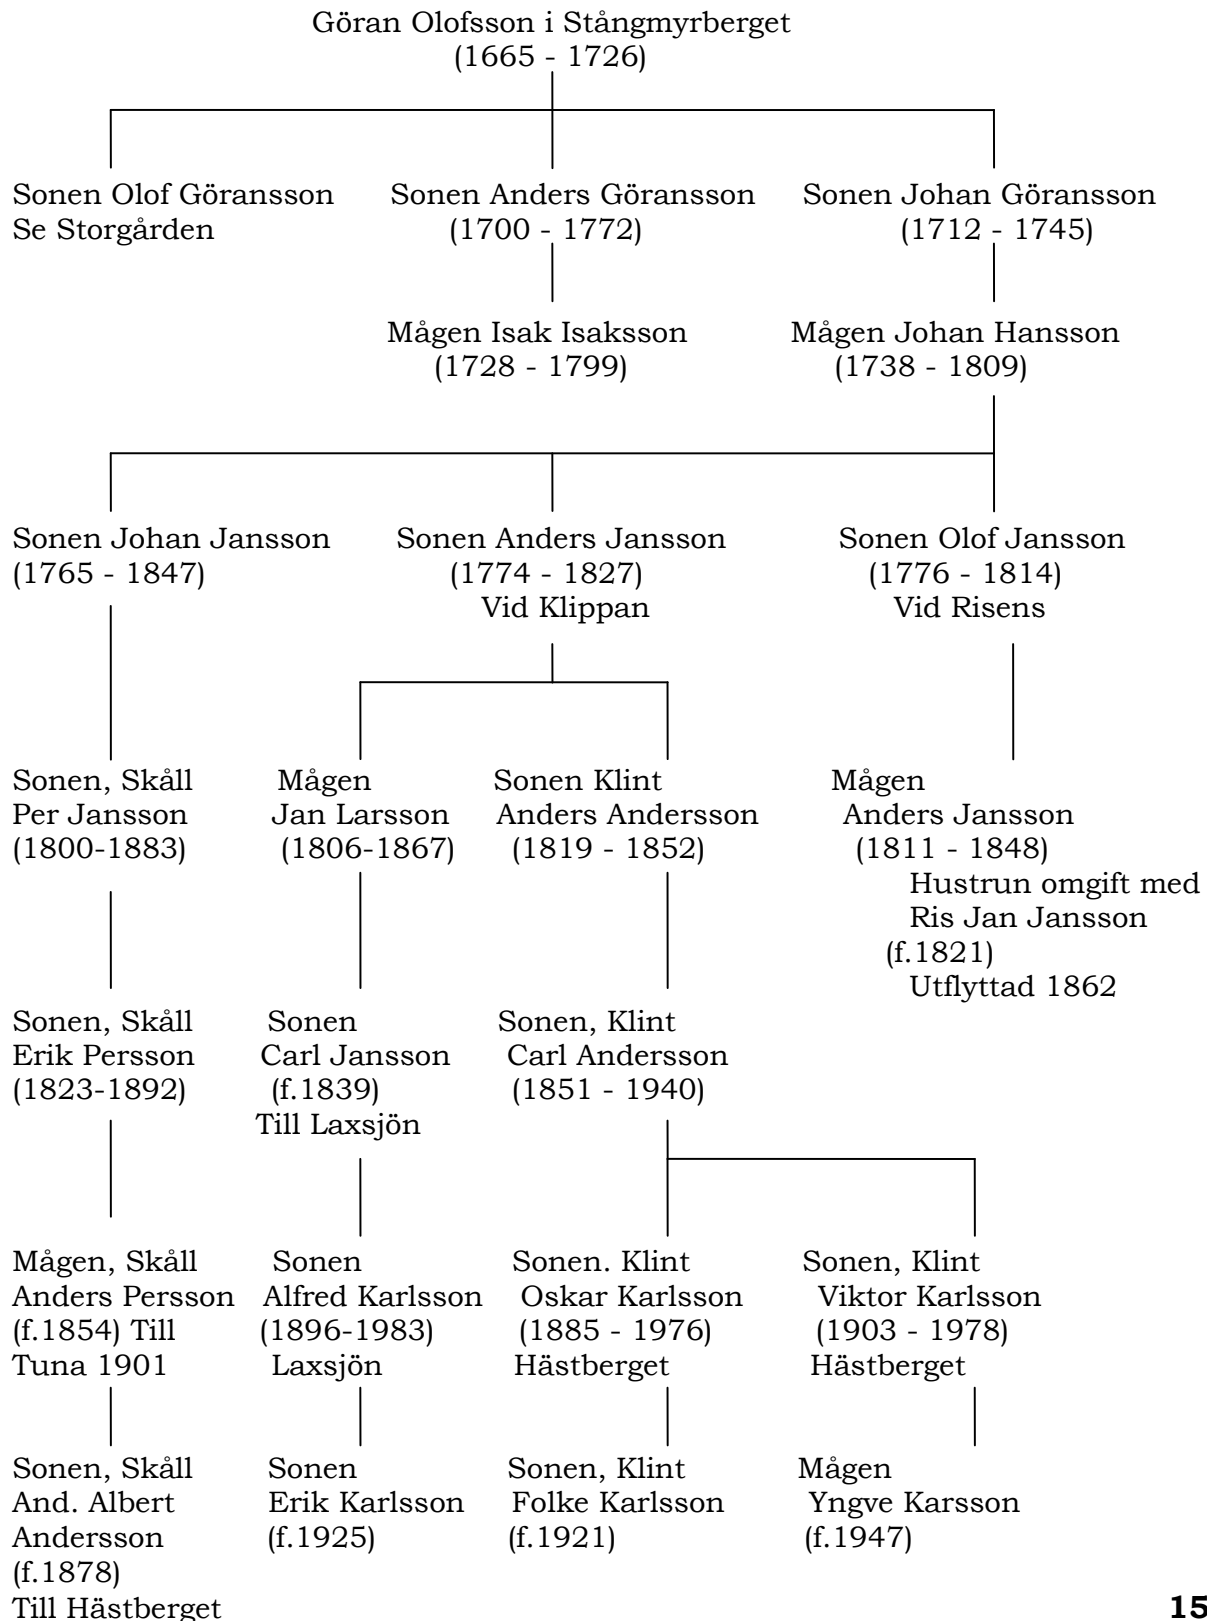 Göran Olofsson i Stångmyrberget
(1665 - 1726)
Sonen Olof Göransson
Se Storgården
Sonen Anders Göransson
(1700 - 1772)
Sonen Johan Göransson
(1712 - 1745)
Mågen Isak Isaksson
(1728 - 1799)
Mågen Johan Hansson
(1738 - 1809)
Sonen Johan Jansson
(1765 - 1847)
Sonen Anders Jansson
(1774 - 1827)
Vid Klippan
Sonen Olof Jansson
(1776 - 1814)
Vid Risens
Sonen, Skåll
Per Jansson
(1800-1883)
Mågen
Jan Larsson
(1806-1867)
Sonen Klint
Anders Andersson
(1819 - 1852)
Mågen
Anders Jansson
(1811 - 1848)
Hustrun omgift med
Ris Jan Jansson
(f.1821)
Utflyttad 1862
Sonen, Skåll
Erik Persson
(1823-1892)
Sonen
Carl Jansson
(f.1839)
Till Laxsjön
Sonen, Klint
Carl Andersson
(1851 - 1940)
Mågen, Skåll
Anders Persson
(f.1854) Till
Tuna 1901
Sonen
Alfred Karlsson
(1896-1983)
Laxsjön
Sonen. Klint
Oskar Karlsson
(1885 - 1976)
Hästberget
Sonen, Klint
Viktor Karlsson
(1903 - 1978)
Hästberget
Sonen, Skåll
And. Albert
Andersson
(f.1878)
Till Hästberget
Sonen
Erik Karlsson
(f.1925)
Sonen, Klint
Folke Karlsson
(f.1921)
Mågen
Yngve Karsson
(f.1947)
15